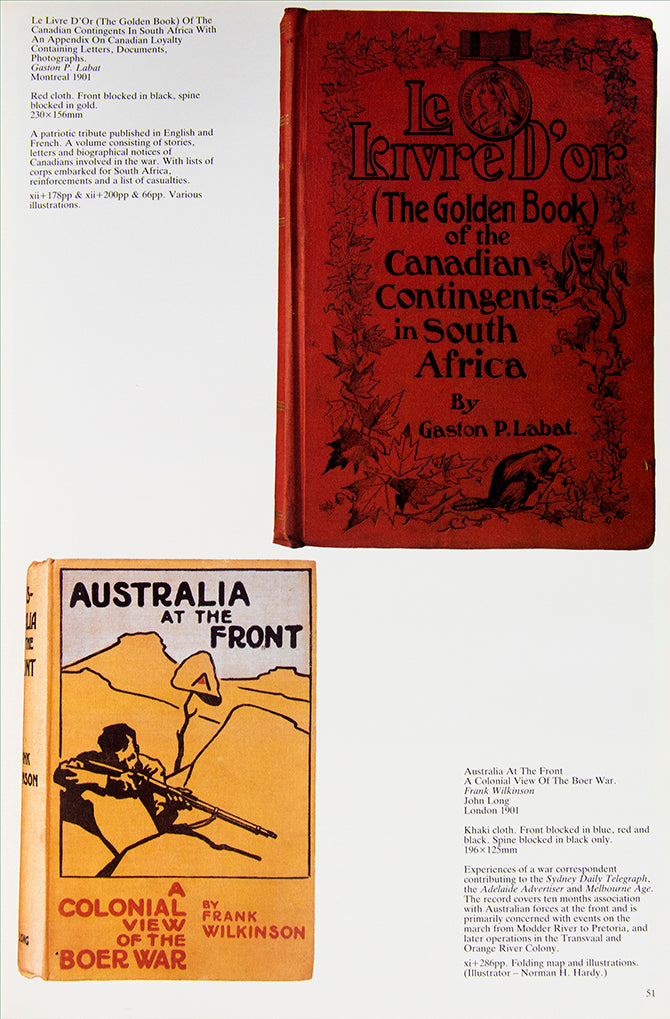 Le Livre D'Or (The Golden Book) Of The
Canadian Contingents In South Africa With
An Appendix On Canadian Loyalty
Containing Letters, Documents,
Photographs.
Gaston P. Labat
Montreal 1901
Red cloth. Front blocked in black, spine
blocked in gold.
230×156mm
A patriotic tribute published in English and
French. A volume consisting of stories,
letters and biographical notices of
Canadians involved in the war. With lists of
corps embarked for South Africa,
reinforcements and a list of casualties.
xii+178pp & xii+200pp & 66pp. Various
illustrations.
Le
Livre D'or
(The Golden Book)
of the
Canadian
Contingents
in South
Africa
By
Gaston P. Labat.
AUSTRALIA
AT THE
FRONT
A
COLONIAL
VIEW
OF THE
BOER WAR
BY
FRANK
WILKINSON
Australia At The Front
A Colonial View Of The Boer War.
Frank Wilkinson
John Long
London 1901
Khaki cloth. Front blocked in blue, red and
black. Spine blocked in black only.
196×125mm
Experiences of a war correspondent
contributing to the Sydney Daily Telegraph,
the Adelaide Advertiser and Melbourne Age.
The record covers ten months association
with Australian forces at the front and is
primarily concerned with events on the
march from Modder River to Pretoria, and
later operations in the Transvaal and
Orange River Colony.
xi+286pp. Folding map and illustrations.
(Illustrator – Norman H. Hardy.)
51